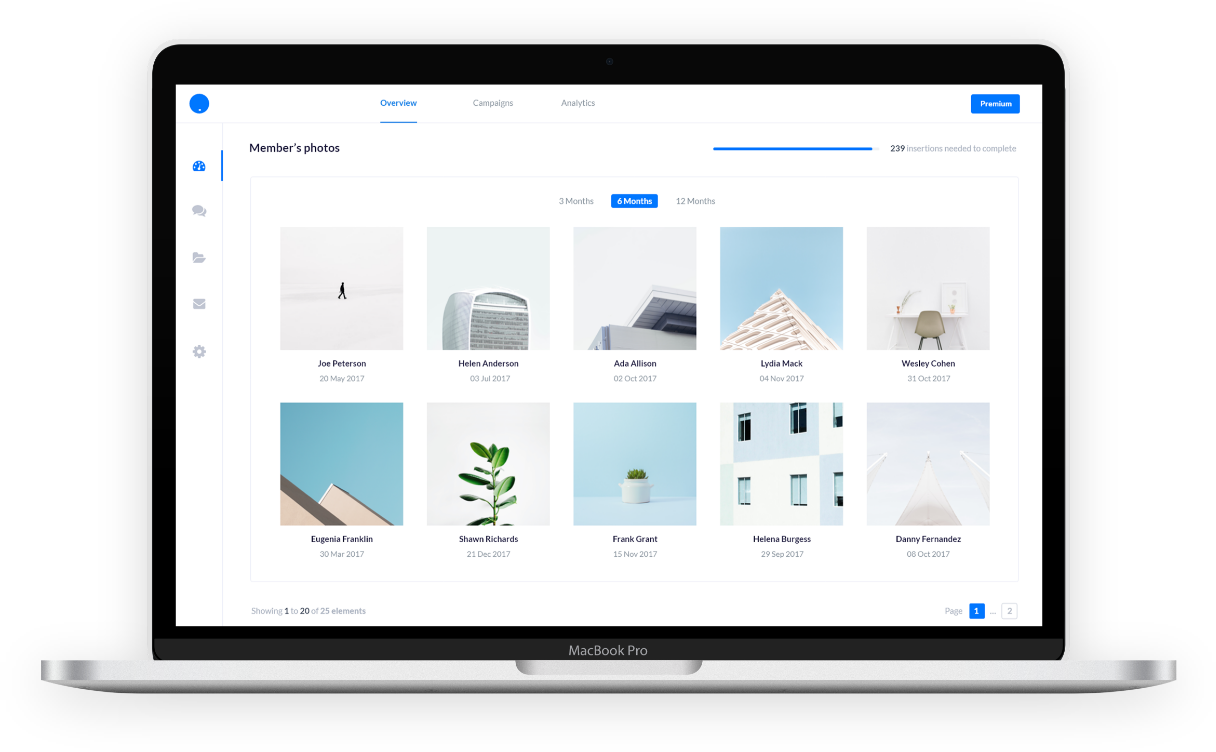 Overview Campaigns Analytics Premium
Member's photos 239 insertions needed to complete
3 Months 6 Months 12 Months
Joe Peterson Helen Anderson Ada Allison Lydia Mack Wesley Cohen
20 May 2017 03 Jul 2017 02 Oct 2017 04 Nov 2017 31 Oct 2017
Eugenia Franklin Shawn Richards Frank Grant Helena Burgess Danny Fernandez
30 Mar 2017 21 Dec 2017 15 Nov 2017 29 Sep 2017 08 Oct 2017
Showing 1 to 20 of 25 elements Page 1 ... 2
MacBook Pro